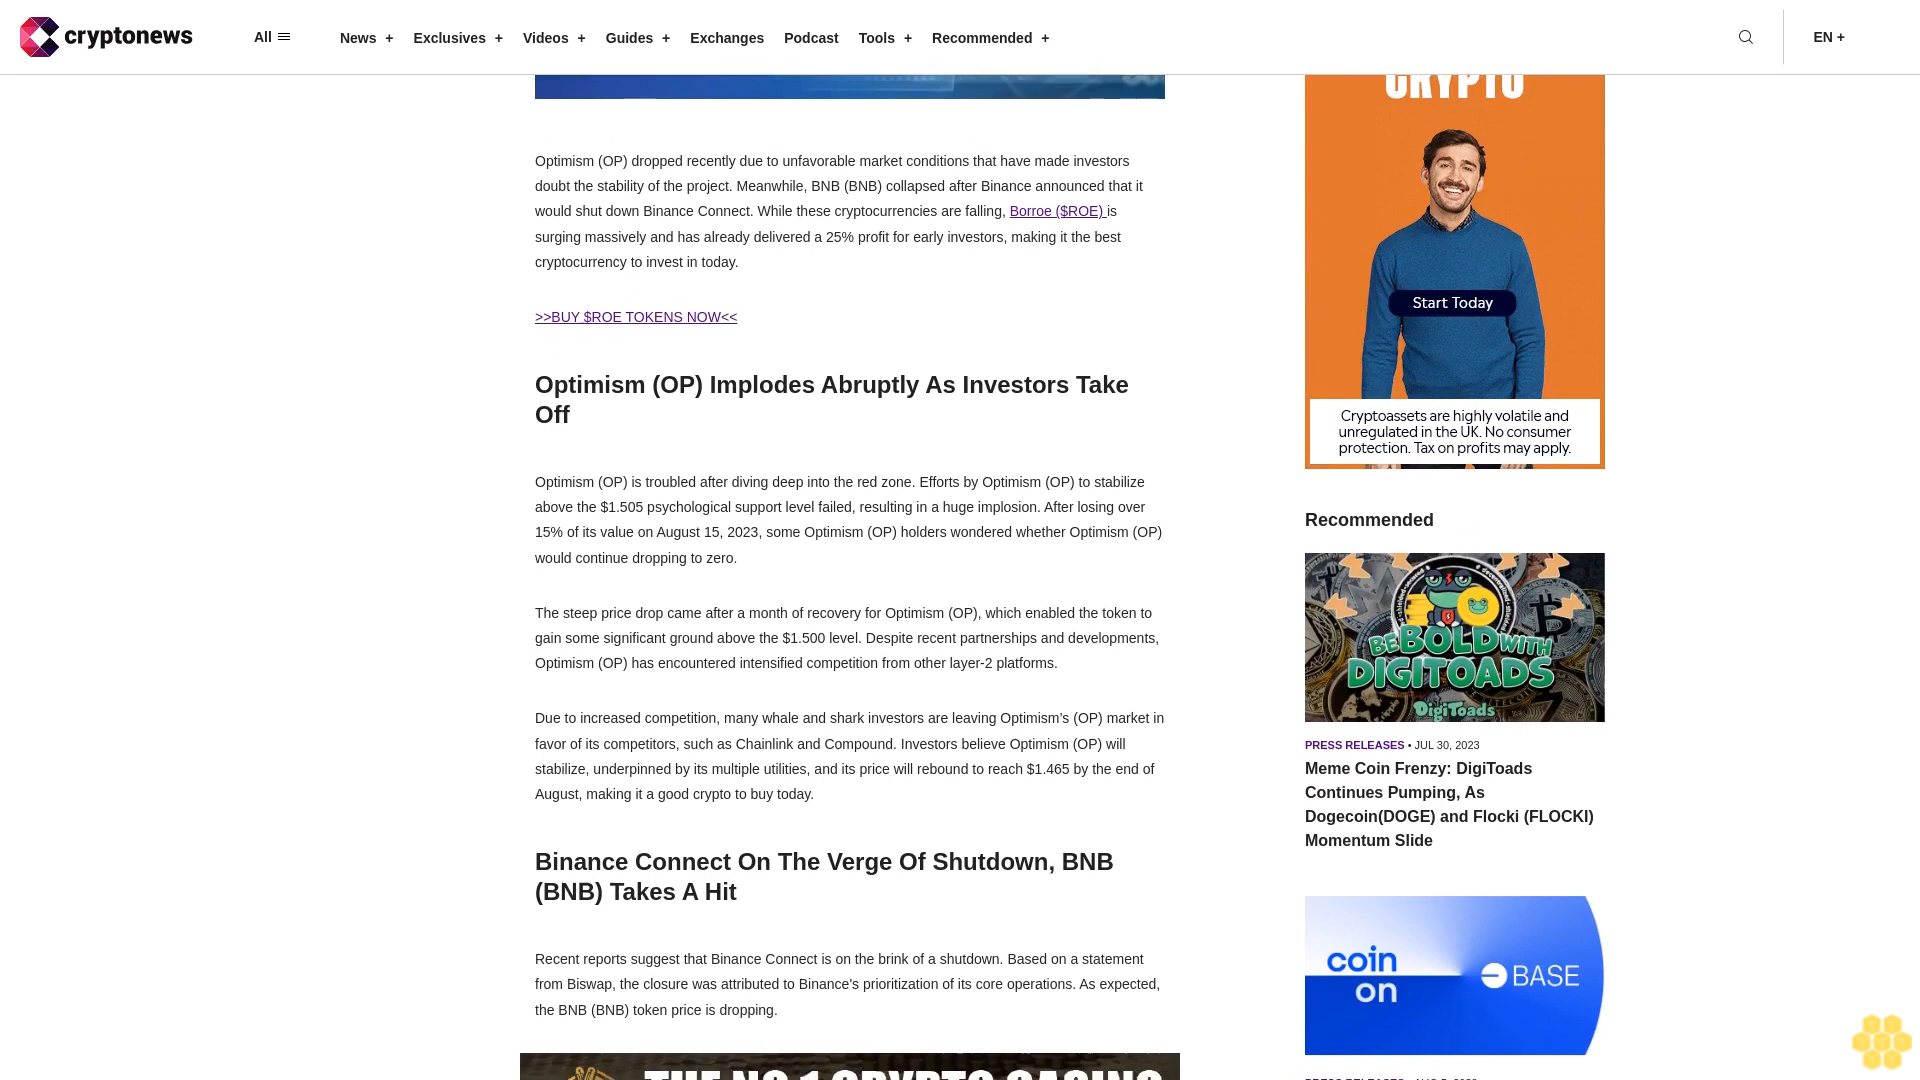 cryptonews
All
News +
Exclusives +
Videos +
Guides +
Exchanges
Podcast
Tools +
Recommended +
EN +
Optimism (OP) dropped recently due to unfavorable market conditions that have made investors
doubt the stability of the project. Meanwhile, BNB (BNB) collapsed after Binance announced that it
would shut down Binance Connect. While these cryptocurrencies are falling, Borroe ($ROE) is
surging massively and has already delivered a 25% profit for early investors, making it the best
cryptocurrency to invest in today.
>>BUY $ROE TOKENS NOW<<
Optimism (OP) Implodes Abruptly As Investors Take
Off
Optimism (OP) is troubled after diving deep into the red zone. Efforts by Optimism (OP) to stabilize
above the $1.505 psychological support level failed, resulting in a huge implosion. After losing over
15% of its value on August 15, 2023, some Optimism (OP) holders wondered whether Optimism (OP)
would continue dropping to zero.
The steep price drop came after a month of recovery for Optimism (OP), which enabled the token to
gain some significant ground above the $1.500 level. Despite recent partnerships and developments,
Optimism (OP) has encountered intensified competition from other layer-2 platforms.
Due to increased competition, many whale and shark investors are leaving Optimism’s (OP) market in
favor of its competitors, such as Chainlink and Compound. Investors believe Optimism (OP) will
stabilize, underpinned by its multiple utilities, and its price will rebound to reach $1.465 by the end of
August, making it a good crypto to buy today.
Binance Connect On The Verge Of Shutdown, BNB
(BNB) Takes A Hit
Recent reports suggest that Binance Connect is on the brink of a shutdown. Based on a statement
from Biswap, the closure was attributed to Binance’s prioritization of its core operations. As expected,
the BNB (BNB) token price is dropping.
THE NO.1 CRYPTO CASINO
CRYPTO
Start Today
Cryptoassets are highly volatile and
unregulated in the UK. No consumer
protection. Tax on profits may apply.
Recommended
BE BOLD WITH
DIGITOADS
DigiToads
PRESS RELEASES • JUL 30, 2023
Meme Coin Frenzy: DigiToads
Continues Pumping, As
Dogecoin(DOGE) and Flocki (FLOCKI)
Momentum Slide
coin
on
BASE